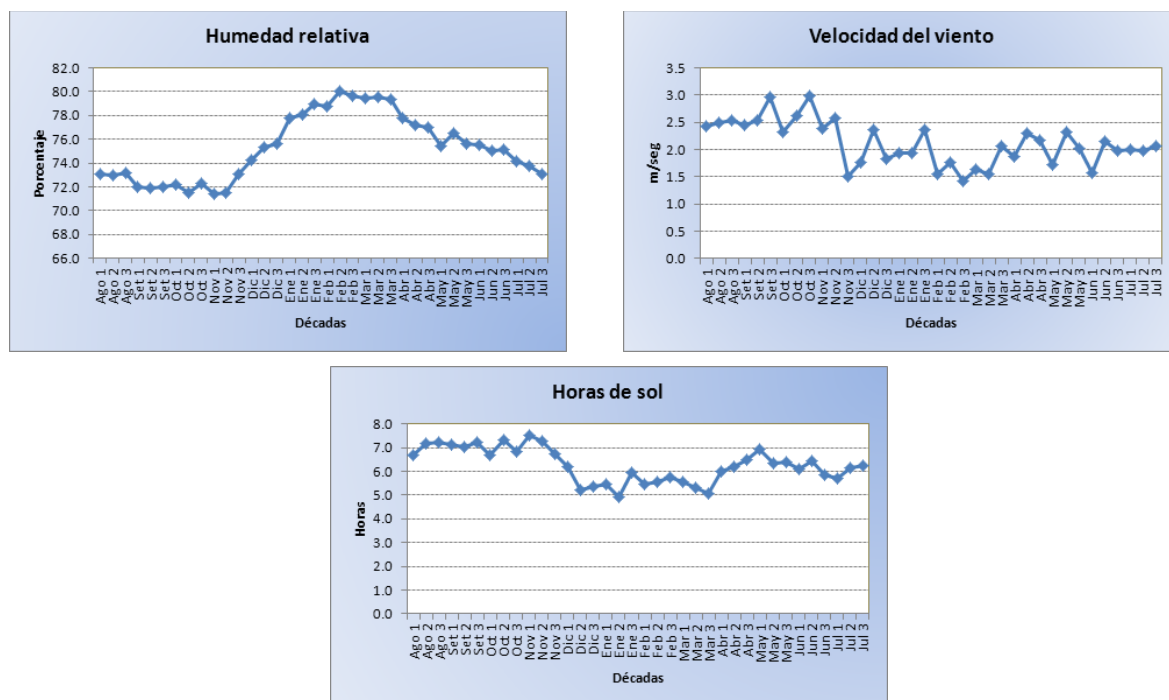 Humedad relativa
82.0
80.0
78.0
76.0
74.0
72.0
70.0
68.0
66.0
Porcentaje
Ago 1
Ago 2
Ago 3
Set 1
Set 2
Set 3
Oct 1
Oct 2
Oct 3
Nov 1
Nov 2
Nov 3
Dic 1
Dic 2
Dic 3
Ene 1
Ene 2
Ene 3
Feb 1
Feb 2
Feb 3
Mar 1
Mar 2
Mar 3
Abr 1
Abr 2
Abr 3
May 1
May 2
May 3
Jun 1
Jun 2
Jun 3
Jul 1
Jul 2
Jul 3
Décadas
Velocidad del viento
3.5
3.0
2.5
2.0
1.5
1.0
0.5
0.0
m/seg
Ago 1
Ago 2
Ago 3
Set 1
Set 2
Set 3
Oct 1
Oct 2
Oct 3
Nov 1
Nov 2
Nov 3
Dic 1
Dic 2
Dic 3
Ene 1
Ene 2
Ene 3
Feb 1
Feb 2
Feb 3
Mar 1
Mar 2
Mar 3
Abr 1
Abr 2
Abr 3
May 1
May 2
May 3
Jun 1
Jun 2
Jun 3
Jul 1
Jul 2
Jul 3
Décadas
Horas de sol
8.0
7.0
6.0
5.0
4.0
3.0
2.0
1.0
0.0
Horas
Ago 1
Ago 2
Ago 3
Set 1
Set 2
Set 3
Oct 1
Oct 2
Oct 3
Nov 1
Nov 2
Nov 3
Dic 1
Dic 2
Dic 3
Ene 1
Ene 2
Ene 3
Feb 1
Feb 2
Feb 3
Mar 1
Mar 2
Mar 3
Abr 1
Abr 2
Abr 3
May 1
May 2
May 3
Jun 1
Jun 2
Jun 3
Jul 1
Jul 2
Jul 3
Décadas